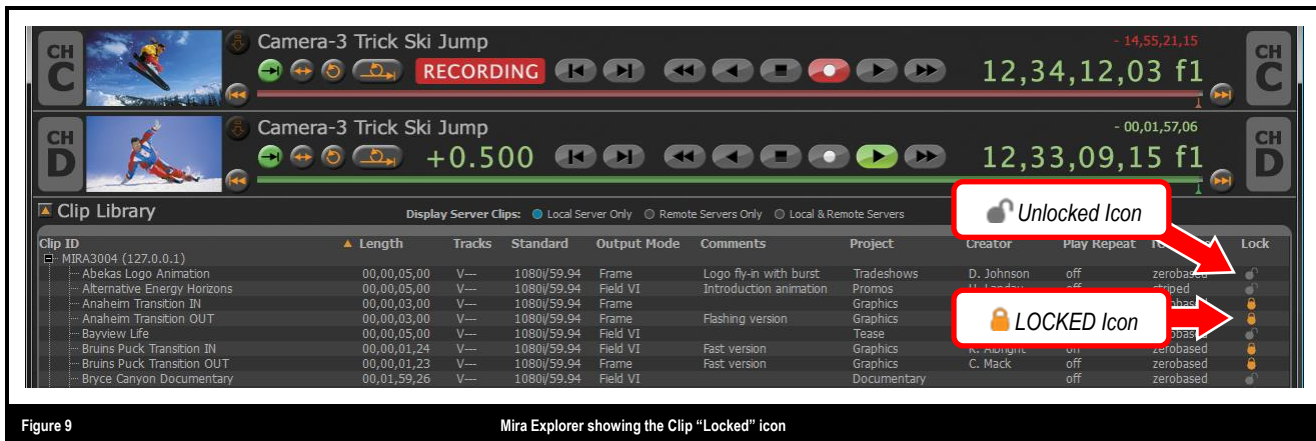 CH C
Camera-3 Trick Ski Jump
- 14,55,21,15
CH C
RECORDING
12,34,12,03 f1
CH D
Camera-3 Trick Ski Jump
- 00,01,57,06
CH D
+0.500
12,33,09,15 f1
Clip Library
Display Server Clips: Local Server Only Remote Servers Only Local & Remote Servers
Unlocked Icon
Clip ID Length Tracks Standard Output Mode Comments Project Creator Play Repeat Lock
MIRA3004 (127.0.0.1)
Abekas Logo Animation 00,00,05,00 V--- 1080i/59.94 Frame Logo fly-in with burst Tradeshows D. Johnson off zerobased
Alternative Energy Horizons 00,00,05,00 V--- 1080i/59.94 Field VI Introduction animation Promos off striped
Anaheim Transition IN 00,00,03,00 V--- 1080i/59.94 Frame Graphics
Anaheim Transition OUT 00,00,03,00 V--- 1080i/59.94 Frame Flashing version Graphics
LOCKED Icon
Bayview Life 00,00,05,00 V--- 1080i/59.94 Field VI Tease
Bruins Puck Transition IN 00,00,01,24 V--- 1080i/59.94 Field VI Fast version Graphics K. Albright off zerobased
Bruins Puck Transition OUT 00,00,01,23 V--- 1080i/59.94 Frame Fast version Graphics C. Mack off zerobased
Bryce Canyon Documentary 00,01,59,26 V--- 1080i/59.94 Field VI Documentary off zerobased
Figure 9 Mira Explorer showing the Clip “Locked” icon